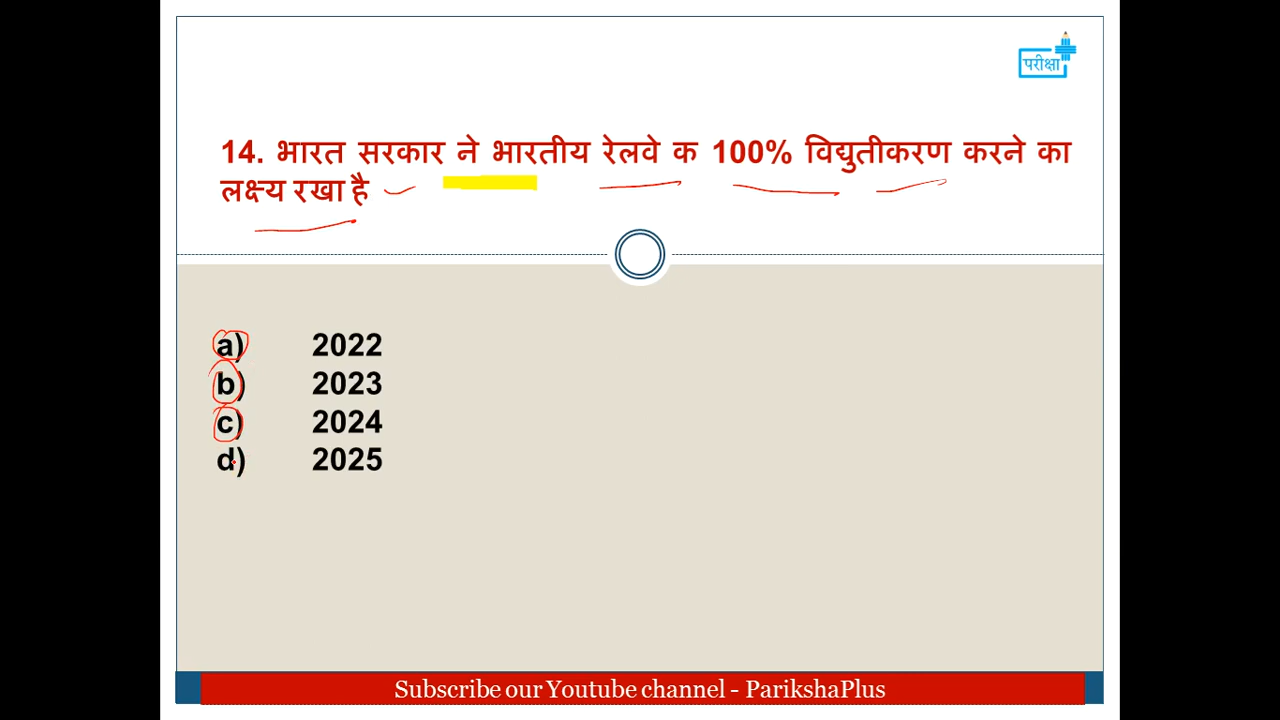 परीक्षा
14. भारत सरकार ने भारतीय रेलवे क 100% विद्युतीकरण करने का
लक्ष्य रखा है
a) 2022
b) 2023
c) 2024
d) 2025
Subscribe our Youtube channel - ParikshaPlus